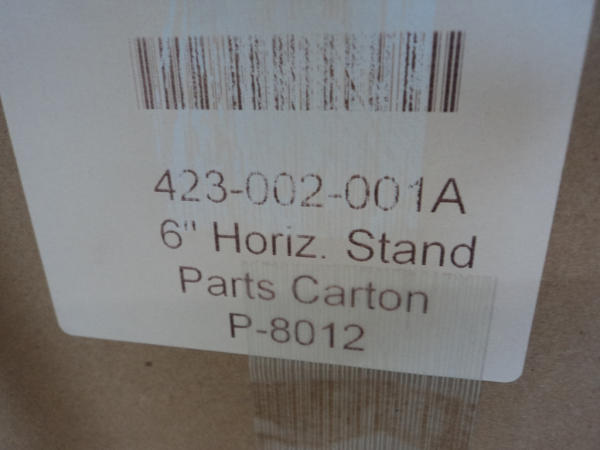 423-002-001A
6" Horiz. Stand
Parts Carton
P-8012